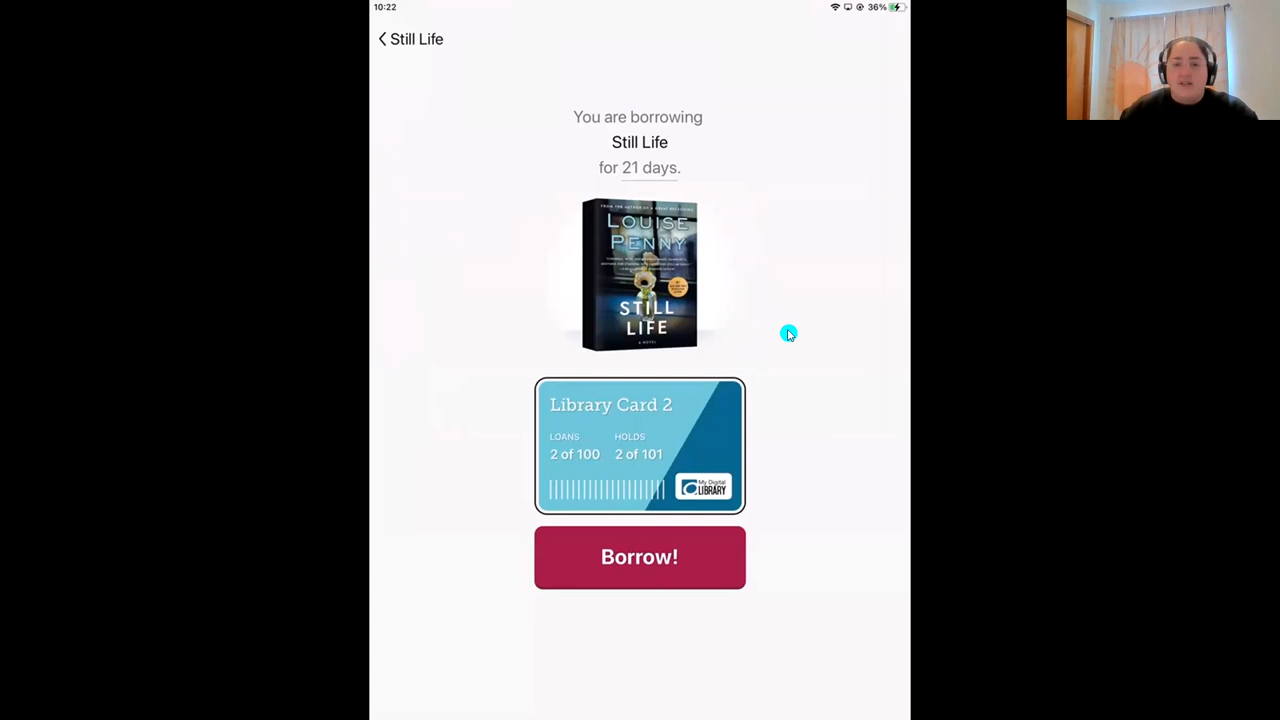 10:22
36%
Still Life
You are borrowing
Still Life
for 21 days.
LOUISE
PENNY
STILL
LIFE
A NOVEL
Library Card 2
LOANS HOLDS
2 of 100 2 of 101
My Digital
LIBRARY
Borrow!